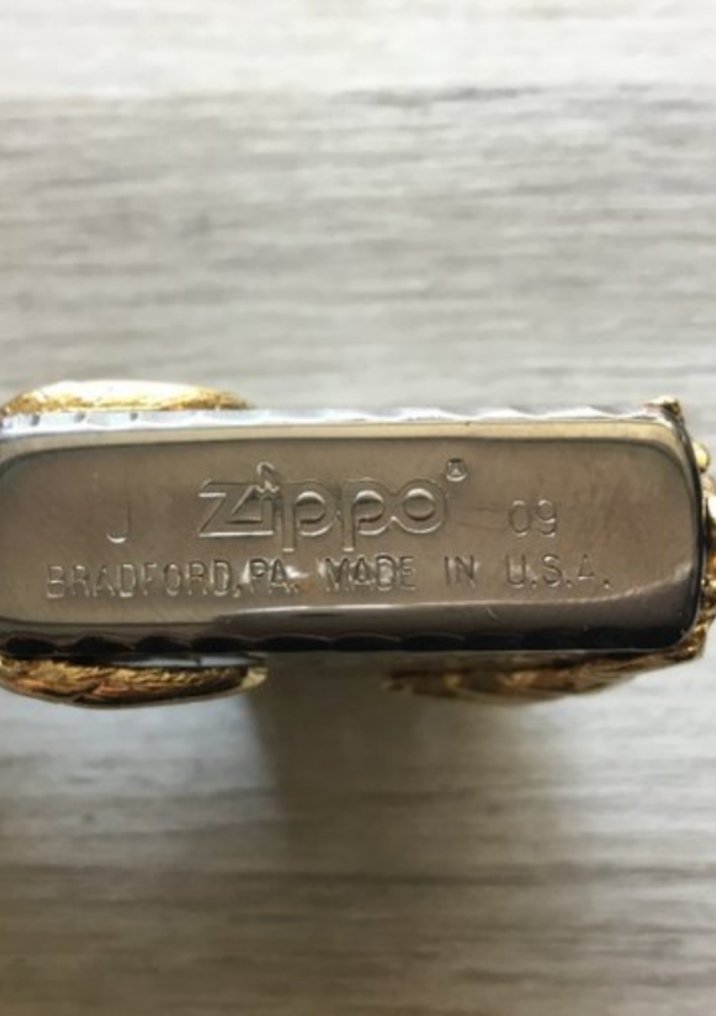 J Zippo® 09
BRADFORD, PA. MADE IN U.S.A.